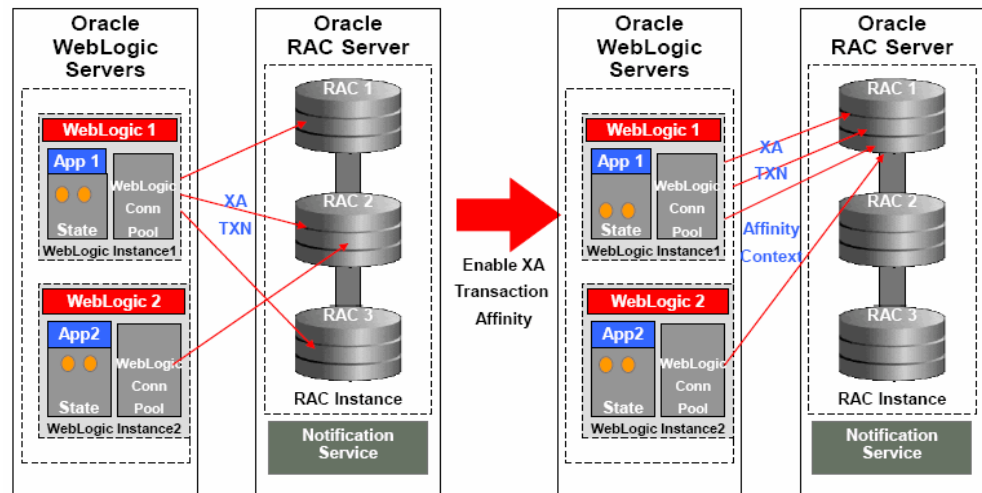 Oracle
WebLogic
Servers
WebLogic 1
App 1
State
WebLogic
Conn
Pool
WebLogic Instance1
WebLogic 2
App2
State
WebLogic
Conn
Pool
WebLogic Instance2
XA
TXN
Oracle
RAC Server
RAC 1
RAC 2
RAC 3
RAC Instance
Notification
Service
Enable XA
Transaction
Affinity
Oracle
WebLogic
Servers
WebLogic 1
App 1
State
WebLogic
Conn
Pool
WebLogic Instance1
WebLogic 2
App2
State
WebLogic
Conn
Pool
WebLogic Instance2
XA
TXN
Affinity
Context
Oracle
RAC Server
RAC 1
RAC 2
RAC 3
RAC Instance
Notification
Service